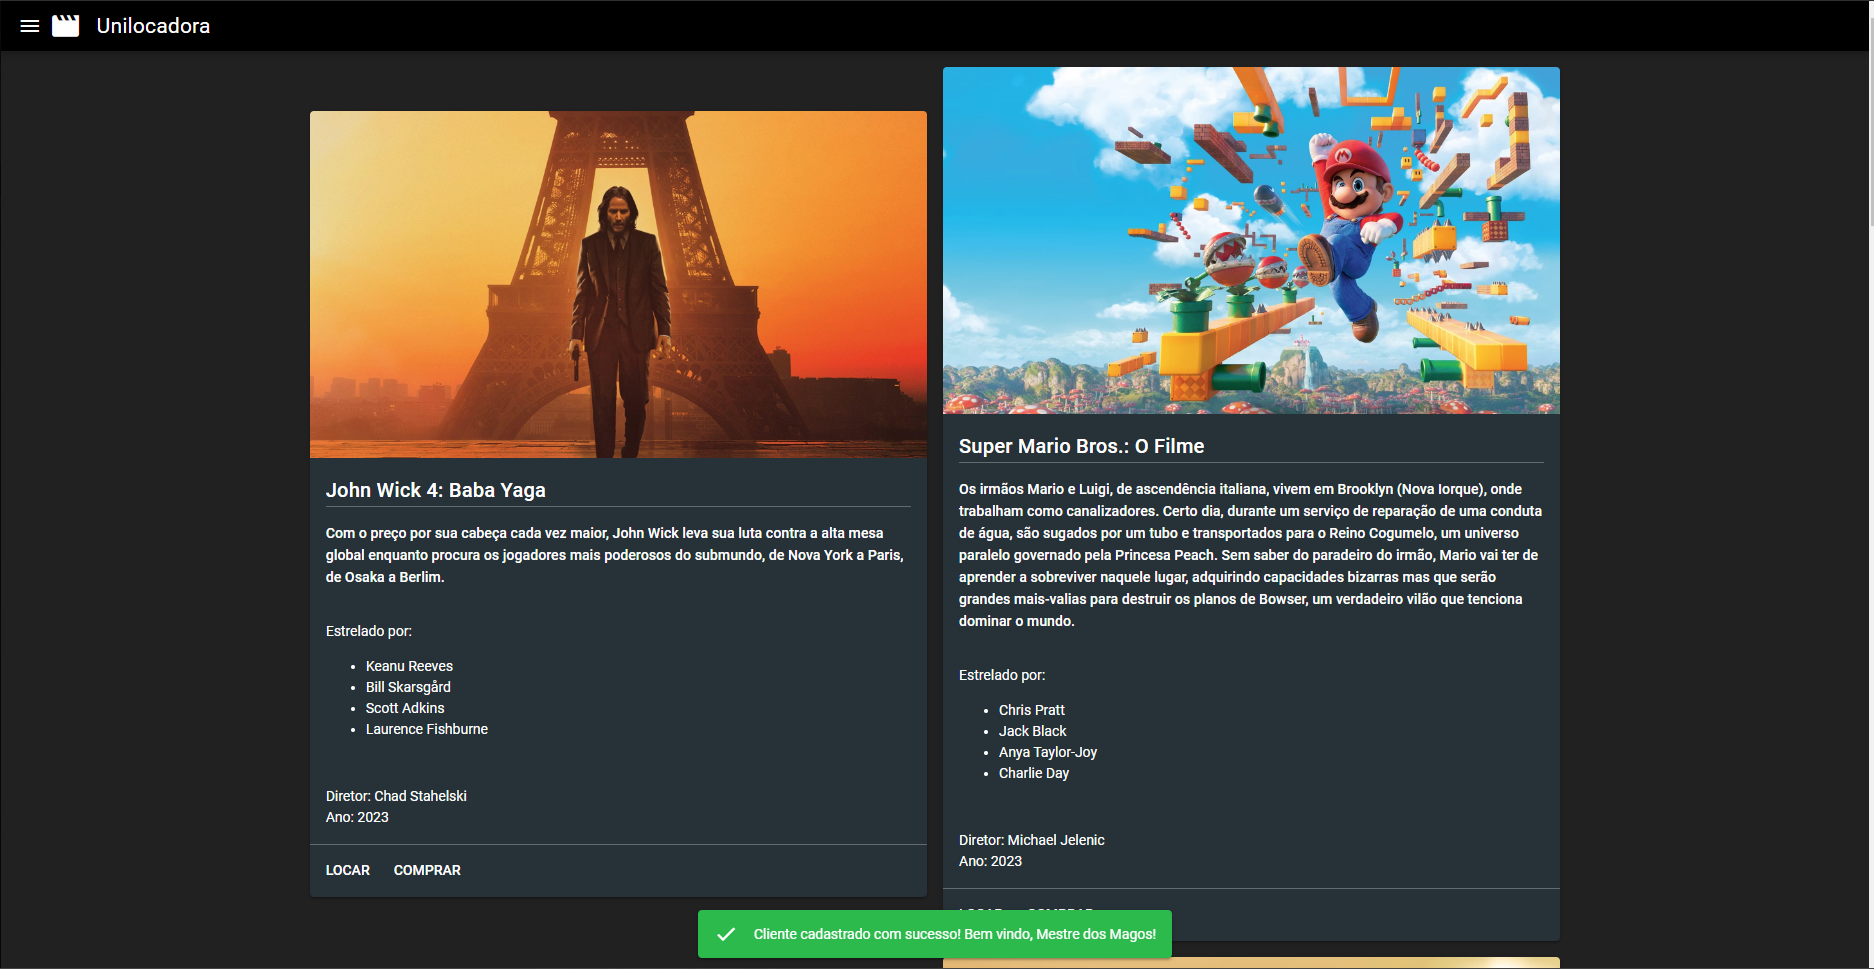 Unilocadora
John Wick 4: Baba Yaga
Com o preço por sua cabeça cada vez maior, John Wick leva sua luta contra a alta mesa
global enquanto procura os jogadores mais poderosos do submundo, de Nova York a Paris,
de Osaka a Berlim.
Estrelado por:
Keanu Reeves
Bill Skarsgård
Scott Adkins
Laurence Fishburne
Diretor: Chad Stahelski
Ano: 2023
LOCAR COMPRAR
Super Mario Bros.: O Filme
Os irmãos Mario e Luigi, de ascendência italiana, vivem em Brooklyn (Nova Iorque), onde
trabalham como canalizadores. Certo dia, durante um serviço de reparação de uma conduta
de água, são sugados por um tubo e transportados para o Reino Cogumelo, um universo
paralelo governado pela Princesa Peach. Sem saber do paradeiro do irmão, Mario vai ter de
aprender a sobreviver naquele lugar, adquirindo capacidades bizarras mas que serão
grandes mais-valias para destruir os planos de Bowser, um verdadeiro vilão que tenciona
dominar o mundo.
Estrelado por:
Chris Pratt
Jack Black
Anya Taylor-Joy
Charlie Day
Diretor: Michael Jelenic
Ano: 2023
Cliente cadastrado com sucesso! Bem vindo, Mestre dos Magos!